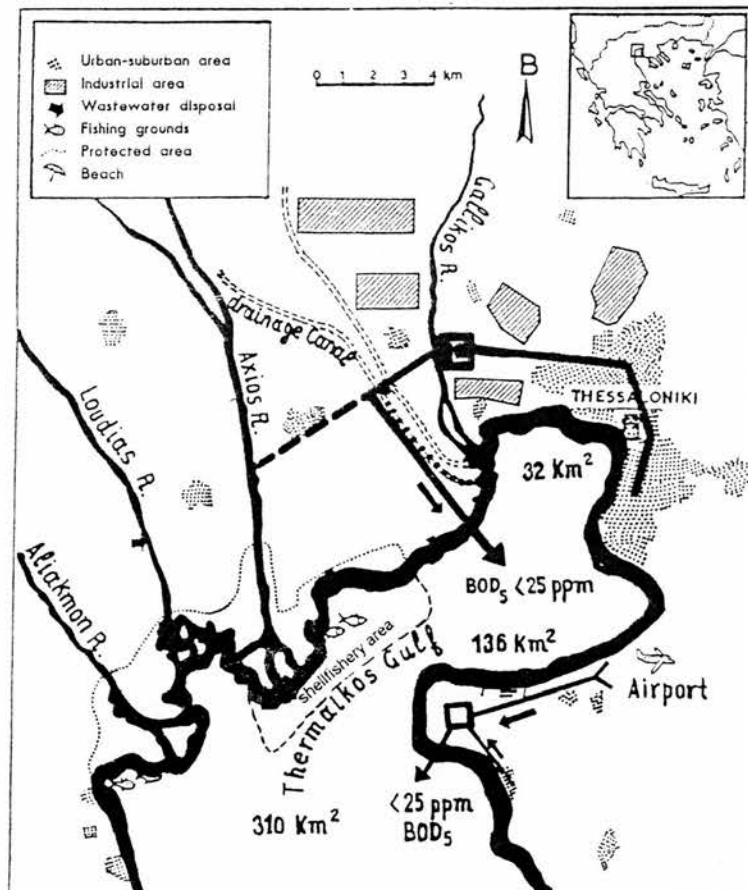 Urban-suburban area
Industrial area
Wastewater disposal
Fishing grounds
Protected area
Beach
0 1 2 3 4 km
B
Gallikos R.
drainage Canal
Axios R.
Loudias R.
Aliakmon R.
THESSALONIKI
32 Km²
BOD₅ <25 ppm
136 Km²
shellfishery area
Thermalkos Gulf
Airport
310 Km²
<25 ppm
BOD₅